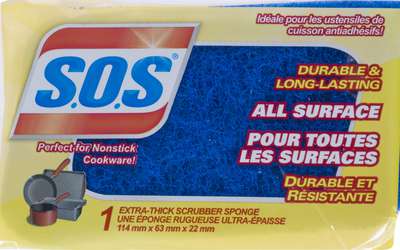 Idéale pour les ustensiles de
cuisson antiadhésifs!
S.O.S
DURABLE &
LONG-LASTING
ALL SURFACE
Perfect for Nonstick
Cookware!
POUR TOUTES
LES SURFACES
DURABLE ET
RÉSISTANTE
1 EXTRA-THICK SCRUBBER SPONGE
UNE ÉPONGE RUGUEUSE ULTRA-ÉPAISSE
114 mm x 63 mm x 22 mm